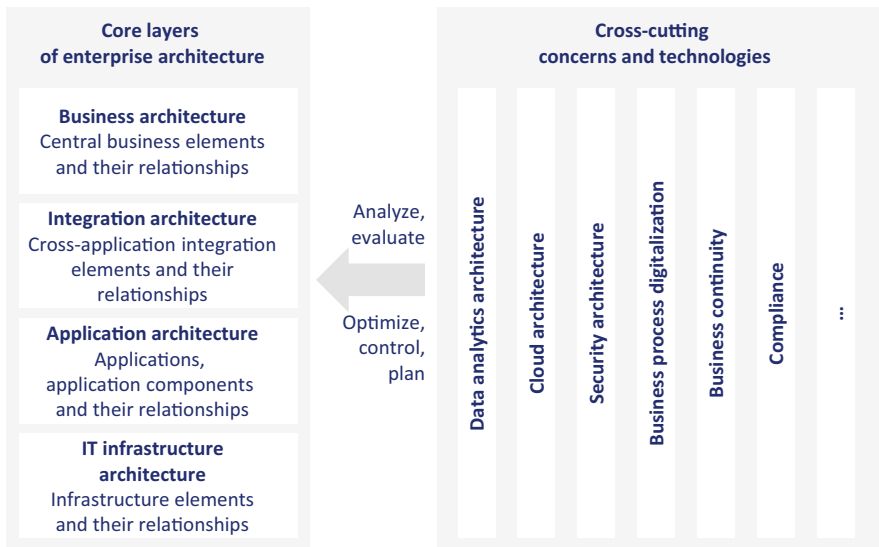 Core layers
of enterprise architecture
Business architecture
Central business elements
and their relationships
Integration architecture
Cross-application integration
elements and their
relationships
Application architecture
Applications,
application components
and their relationships
IT infrastructure
architecture
Infrastructure elements
and their relationships
Analyze,
evaluate
Optimize,
control,
plan
Cross-cutting
concerns and technologies
Data analytics architecture
Cloud architecture
Security architecture
Business process digitalization
Business continuity
Compliance
...